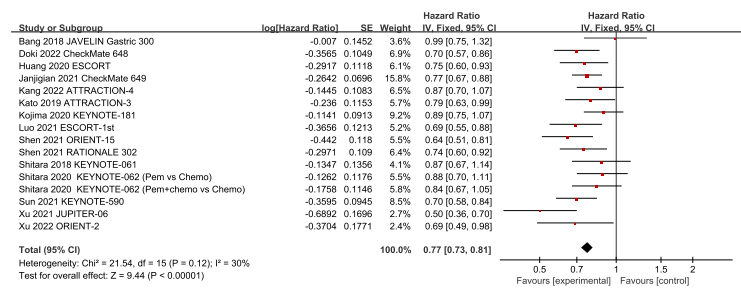 Hazard Ratio Hazard Ratio
Study or Subgroup log[Hazard Ratio] SE Weight IV, Fixed, 95% CI IV, Fixed, 95% CI
Bang 2018 JAVELIN Gastric 300 -0.007 0.1452 3.6% 0.99 [0.75, 1.32]
Doki 2022 CheckMate 648 -0.3565 0.1049 6.9% 0.70 [0.57, 0.86]
Huang 2020 ESCORT -0.2917 0.1118 6.1% 0.75 [0.60, 0.93]
Janjigian 2021 CheckMate 649 -0.2642 0.0696 15.8% 0.77 [0.67, 0.88]
Kang 2022 ATTRACTION-4 -0.1445 0.1083 6.5% 0.87 [0.70, 1.07]
Kato 2019 ATTRACTION-3 -0.236 0.1153 5.8% 0.79 [0.63, 0.99]
Kojima 2020 KEYNOTE-181 -0.1141 0.0913 9.2% 0.89 [0.75, 1.07]
Luo 2021 ESCORT-1st -0.3656 0.1213 5.2% 0.69 [0.55, 0.88]
Shen 2021 ORIENT-15 -0.442 0.118 5.5% 0.64 [0.51, 0.81]
Shen 2021 RATIONALE 302 -0.2971 0.109 6.4% 0.74 [0.60, 0.92]
Shitara 2018 KEYNOTE-061 -0.1347 0.1356 4.2% 0.87 [0.67, 1.14]
Shitara 2020 KEYNOTE-062 (Pem vs Chemo) -0.1262 0.1176 5.5% 0.88 [0.70, 1.11]
Shitara 2020 KEYNOTE-062 (Pem+chemo vs Chemo) -0.1758 0.1146 5.8% 0.84 [0.67, 1.05]
Sun 2021 KEYNOTE-590 -0.3595 0.0945 8.5% 0.70 [0.58, 0.84]
Xu 2021 JUPITER-06 -0.6892 0.1696 2.7% 0.50 [0.36, 0.70]
Xu 2022 ORIENT-2 -0.3704 0.1771 2.4% 0.69 [0.49, 0.98]
Total (95% CI) 100.0% 0.77 [0.73, 0.81]
Heterogeneity: Chi² = 21.54, df = 15 (P = 0.12); I² = 30%
Test for overall effect: Z = 9.44 (P < 0.00001)
0.5 0.7 1 1.5 2
Favours [experimental] Favours [control]